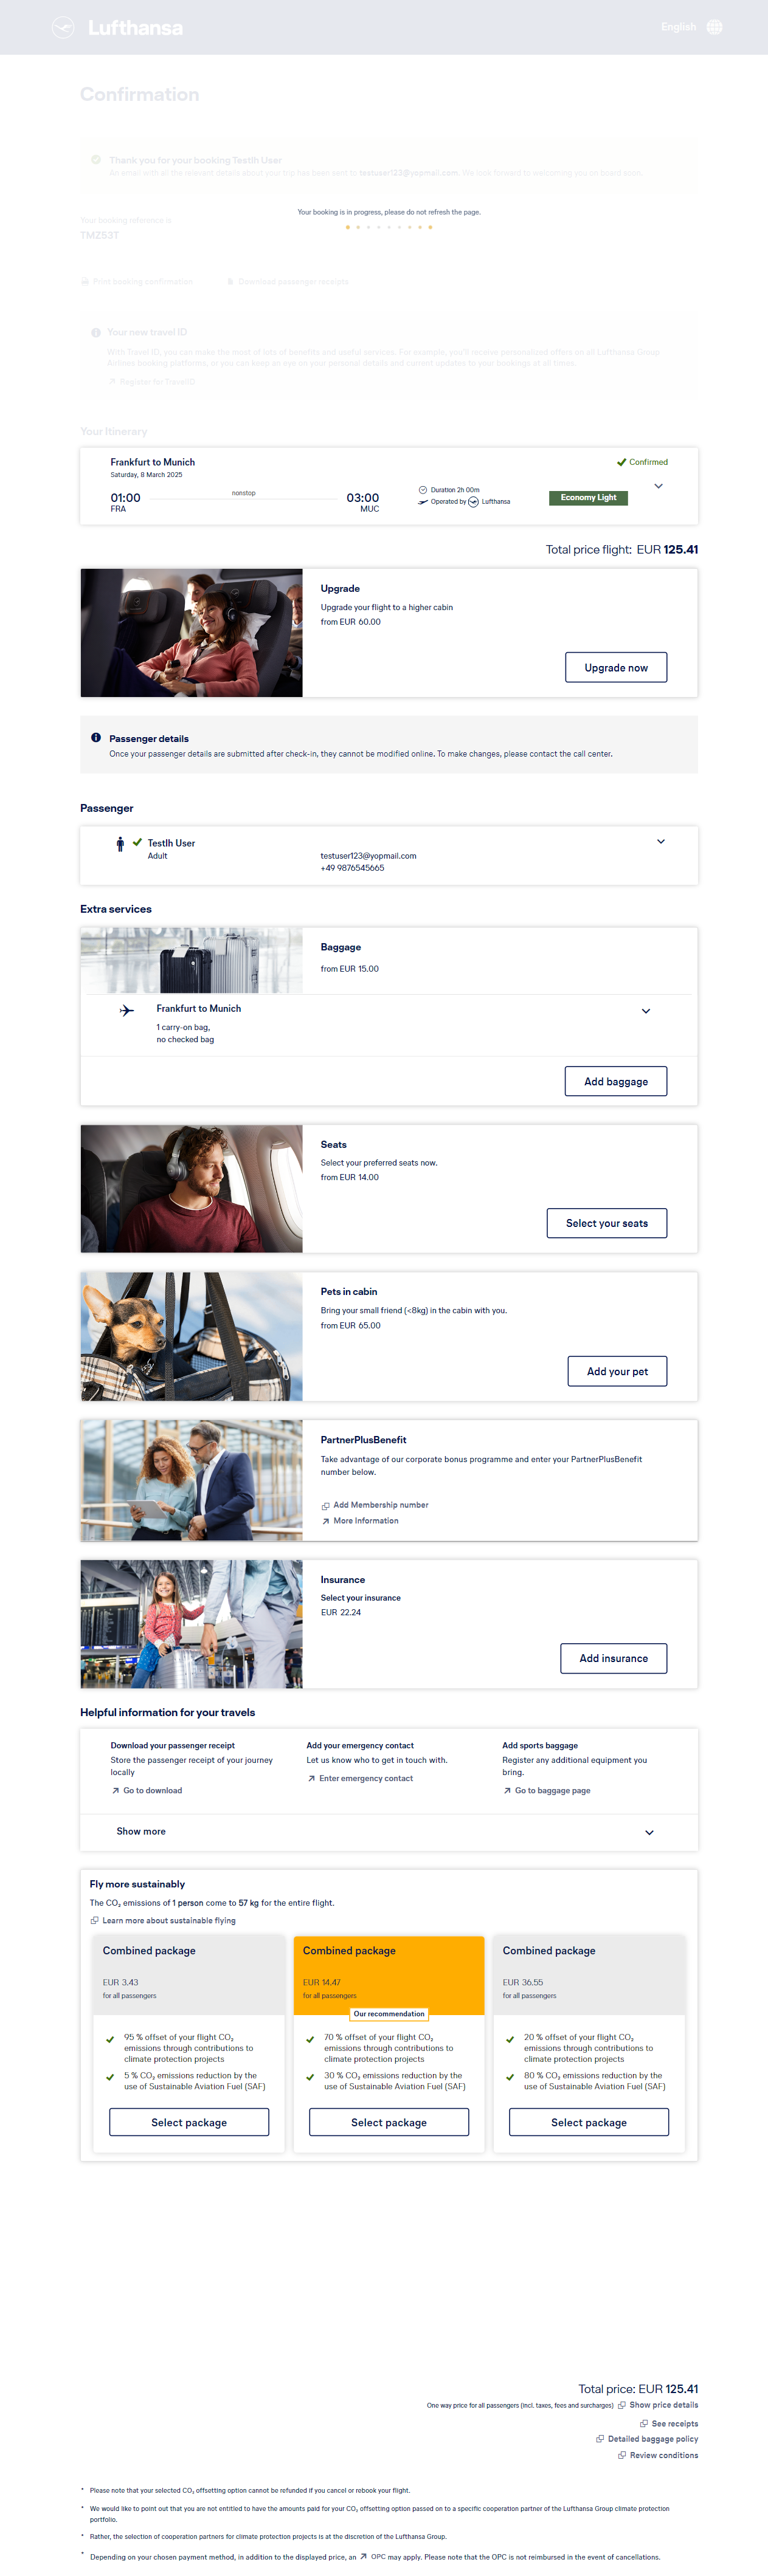 Lufthansa
English
Confirmation
Thank you for your booking Testlh User
An email with all the relevant details about your trip has been sent to testuser123@yopmail.com. We look forward to welcoming you on board soon.
Your booking is in progress, please do not refresh the page.
Your booking reference is
TMZ53T
Print booking confirmation
Download passenger receipts
Your new travel ID
With Travel ID, you can make the most of lots of benefits and useful services. For example, you'll receive personalized offers on all Lufthansa Group
Airlines booking platforms, or you can keep an eye on your personal details and current updates to your bookings at all times.
Register for Travel ID
Your Itinerary
Frankfurt to Munich
Confirmed
Saturday, 8 March 2025
01:00
nonstop
03:00
FRA
MUC
Duration 2h 00m
Operated by Lufthansa
Economy Light
Total price flight: EUR 125.41
Upgrade
Upgrade your flight to a higher cabin
from EUR 60.00
Upgrade now
Passenger details
Once your passenger details are submitted after check-in, they cannot be modified online. To make changes, please contact the call center.
Passenger
Testlh User
Adult
testuser123@yopmail.com
+49 9876545665
Extra services
Baggage
from EUR 15.00
Frankfurt to Munich
1 carry-on bag,
no checked bag
Add baggage
Seats
Select your preferred seats now.
from EUR 14.00
Select your seats
Pets in cabin
Bring your small friend (<8kg) in the cabin with you.
from EUR 65.00
Add your pet
PartnerPlusBenefit
Take advantage of our corporate bonus programme and enter your PartnerPlusBenefit
number below.
Add Membership number
More Information
Insurance
Select your insurance
EUR 22.24
Add insurance
Helpful information for your travels
Download your passenger receipt
Store the passenger receipt of your journey
locally
Go to download
Add your emergency contact
Let us know who to get in touch with.
Enter emergency contact
Add sports baggage
Register any additional equipment you
bring.
Go to baggage page
Show more
Fly more sustainably
The CO₂ emissions of 1 person come to 57 kg for the entire flight.
Learn more about sustainable flying
Combined package
EUR 3.43
for all passengers
95 % offset of your flight CO₂
emissions through contributions to
climate protection projects
5 % CO₂ emissions reduction by the
use of Sustainable Aviation Fuel (SAF)
Select package
Combined package
EUR 14.47
for all passengers
Our recommendation
70 % offset of your flight CO₂
emissions through contributions to
climate protection projects
30 % CO₂ emissions reduction by the
use of Sustainable Aviation Fuel (SAF)
Select package
Combined package
EUR 36.55
for all passengers
20 % offset of your flight CO₂
emissions through contributions to
climate protection projects
80 % CO₂ emissions reduction by the
use of Sustainable Aviation Fuel (SAF)
Select package
Total price: EUR 125.41
One way price for all passengers (incl. taxes, fees and surcharges) Show price details
See receipts
Detailed baggage policy
Review conditions
* Please note that your selected CO₂ offsetting option cannot be refunded if you cancel or rebook your flight.
* We would like to point out that you are not entitled to have the amounts paid for your CO₂ offsetting option passed on to a specific cooperation partner of the Lufthansa Group climate protection
portfolio.
* Rather, the selection of cooperation partners for climate protection projects is at the discretion of the Lufthansa Group.
* Depending on your chosen payment method, in addition to the displayed price, an OPC may apply. Please note that the OPC is not reimbursed in the event of cancellations.